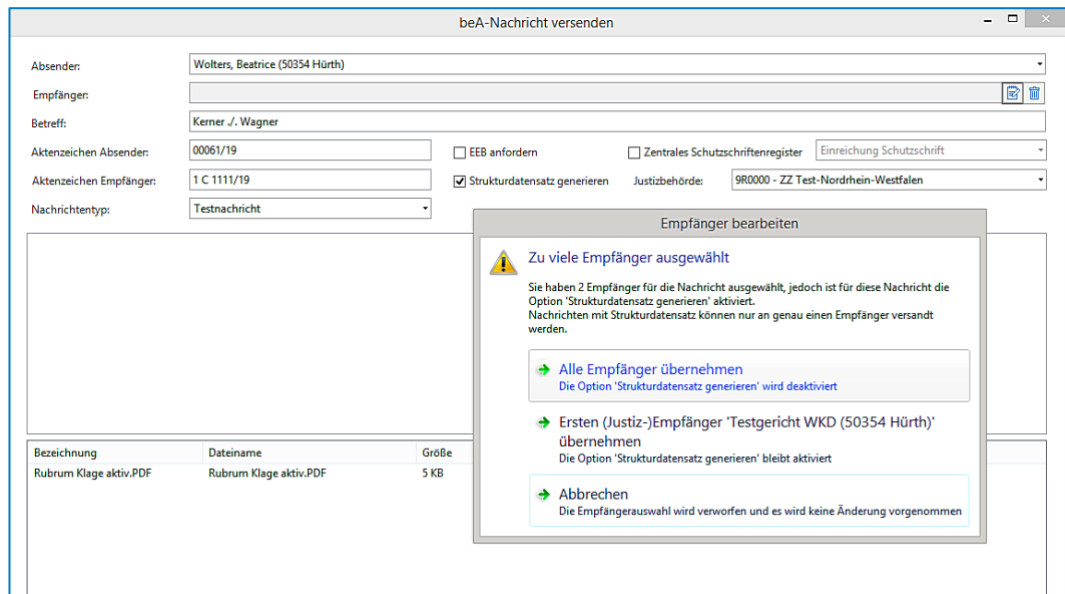 beA-Nachricht versenden
Absender: Wolters, Beatrice (50354 Hürth)
Empfänger:
Betreff: Kerner ./. Wagner
Aktenzeichen Absender: 00061/19 EEB anfordern Zentrales Schutzschriftenregister Einreichung Schutzschrift
Aktenzeichen Empfänger: 1 C 1111/19 Strukturdatensatz generieren Justizbehörde: 9R0000 - ZZ Test-Nordrhein-Westfalen
Nachrichtentyp: Testnachricht
Empfänger bearbeiten
Zu viele Empfänger ausgewählt
Sie haben 2 Empfänger für die Nachricht ausgewählt, jedoch ist für diese Nachricht die
Option 'Strukturdatensatz generieren' aktiviert.
Nachrichten mit Strukturdatensatz können nur an genau einen Empfänger versandt
werden.
Alle Empfänger übernehmen
Die Option 'Strukturdatensatz generieren' wird deaktiviert
Ersten (Justiz-)Empfänger 'Testgericht WKD (50354 Hürth)'
übernehmen
Die Option 'Strukturdatensatz generieren' bleibt aktiviert
Abbrechen
Die Empfängerauswahl wird verworfen und es wird keine Änderung vorgenommen
Bezeichnung Dateiname Größe
Rubrum Klage aktiv.PDF Rubrum Klage aktiv.PDF 5 KB